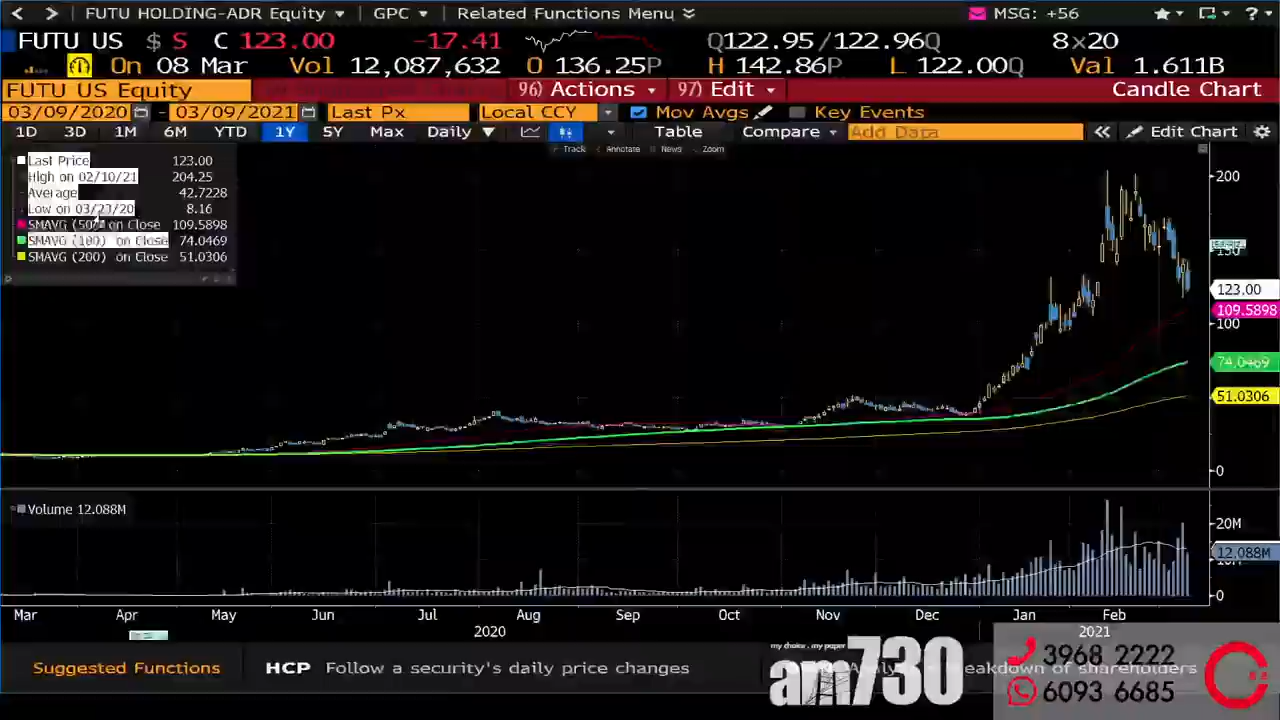 < > FUTU HOLDING-ADR Equity GPC Related Functions Menu MSG: +56 ?
FUTU US $ S C 123.00 -17.41 Q122.95/122.96Q 8×20
On 08 Mar Vol 12,087,632 O 136.25P H 142.86P L 122.00Q Val 1.611B
FUTU US Equity 96) Actions 97) Edit Candle Chart
03/09/2020 - 03/09/2021 Last Px Local CCY Mov Avgs Key Events
1D 3D 1M 6M YTD 1Y 5Y Max Daily Table Compare Add Data « Edit Chart
Track Annotate News Zoom
Last Price 123.00
High on 02/10/21 204.25
Average 42.7228
Low on 03/23/20 8.16
SMAVG (50) on Close 109.5898
SMAVG (100) on Close 74.0469
SMAVG (200) on Close 51.0306
200
150
123.00
109.5898
100
74.0469
51.0306
0
Volume 12.088M
20M
12.088M
10M
0
Mar Apr May Jun Jul Aug Sep Oct Nov Dec Jan Feb
2020 2021
my choice . my paper
am730
3968 2222
6093 6685
Suggested Functions HCP Follow a security's daily price changes breakdown of shareholders